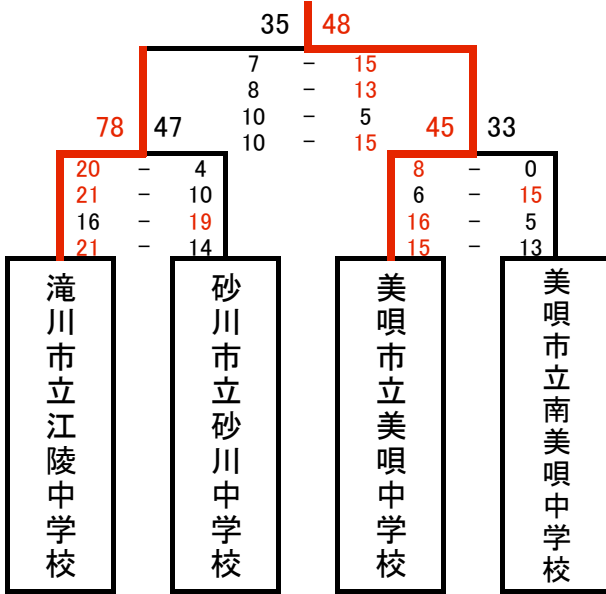 35 48
7 - 15
8 - 13
10 - 5
10 - 15
78 47
20 - 4
21 - 10
16 - 19
21 - 14
45 33
8 - 0
6 - 15
16 - 5
15 - 13
滝川市立江陵中学校
砂川市立砂川中学校
美唄市立美唄中学校
美唄市立南美唄中学校